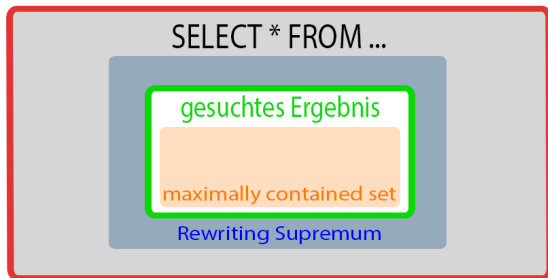 SELECT * FROM ...
gesuchtes Ergebnis
maximally contained set
Rewriting Supremum